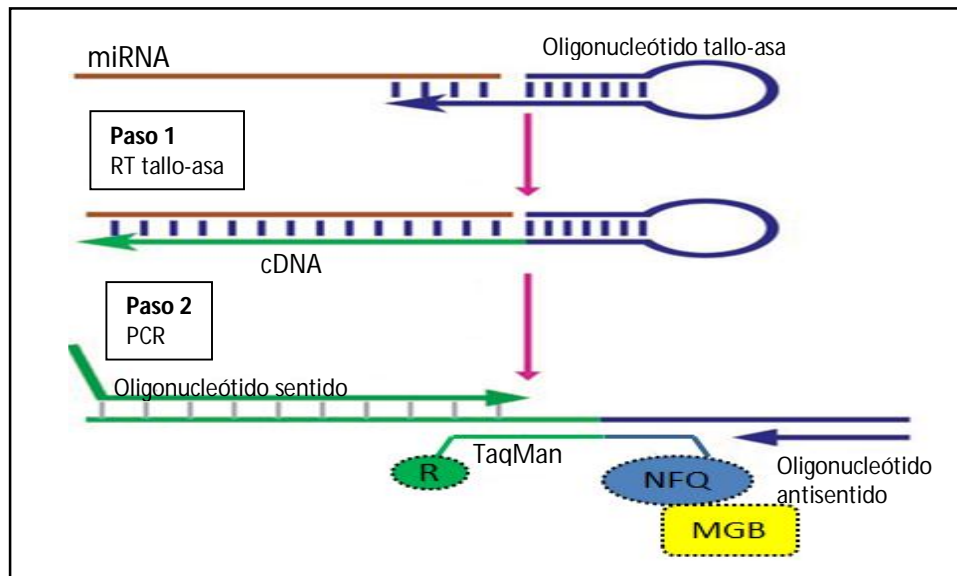 miRNA
Oligonucleótido tallo-asa
Paso 1
RT tallo-asa
cDNA
Paso 2
PCR
Oligonucleótido sentido
R
TaqMan
NFQ
MGB
Oligonucleótido
antisentido